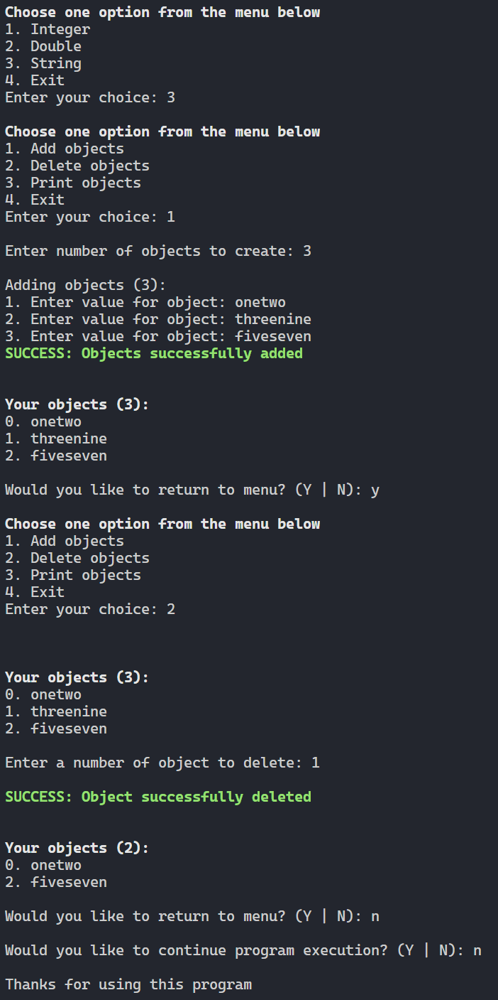 Choose one option from the menu below
1. Integer
2. Double
3. String
4. Exit
Enter your choice: 3
Choose one option from the menu below
1. Add objects
2. Delete objects
3. Print objects
4. Exit
Enter your choice: 1
Enter number of objects to create: 3
Adding objects (3):
1. Enter value for object: onetwo
2. Enter value for object: threenine
3. Enter value for object: fiveseven
SUCCESS: Objects successfully added
Your objects (3):
0. onetwo
1. threenine
2. fiveseven
Would you like to return to menu? (Y | N): y
Choose one option from the menu below
1. Add objects
2. Delete objects
3. Print objects
4. Exit
Enter your choice: 2
Your objects (3):
0. onetwo
1. threenine
2. fiveseven
Enter a number of object to delete: 1
SUCCESS: Object successfully deleted
Your objects (2):
0. onetwo
2. fiveseven
Would you like to return to menu? (Y | N): n
Would you like to continue program execution? (Y | N): n
Thanks for using this program